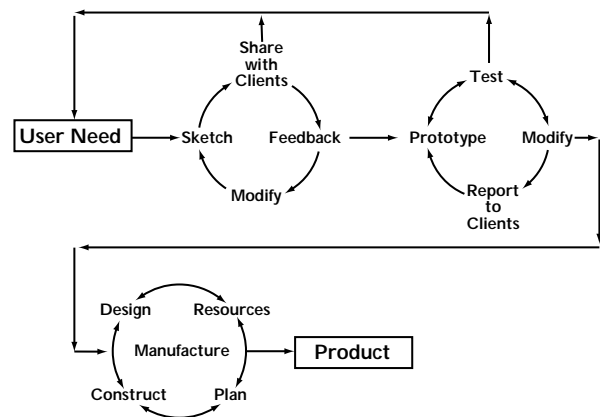 Share
with
Clients
Test
User Need
Sketch
Feedback
Prototype
Modify
Modify
Report
to
Clients
Design
Resources
Manufacture
Product
Construct
Plan